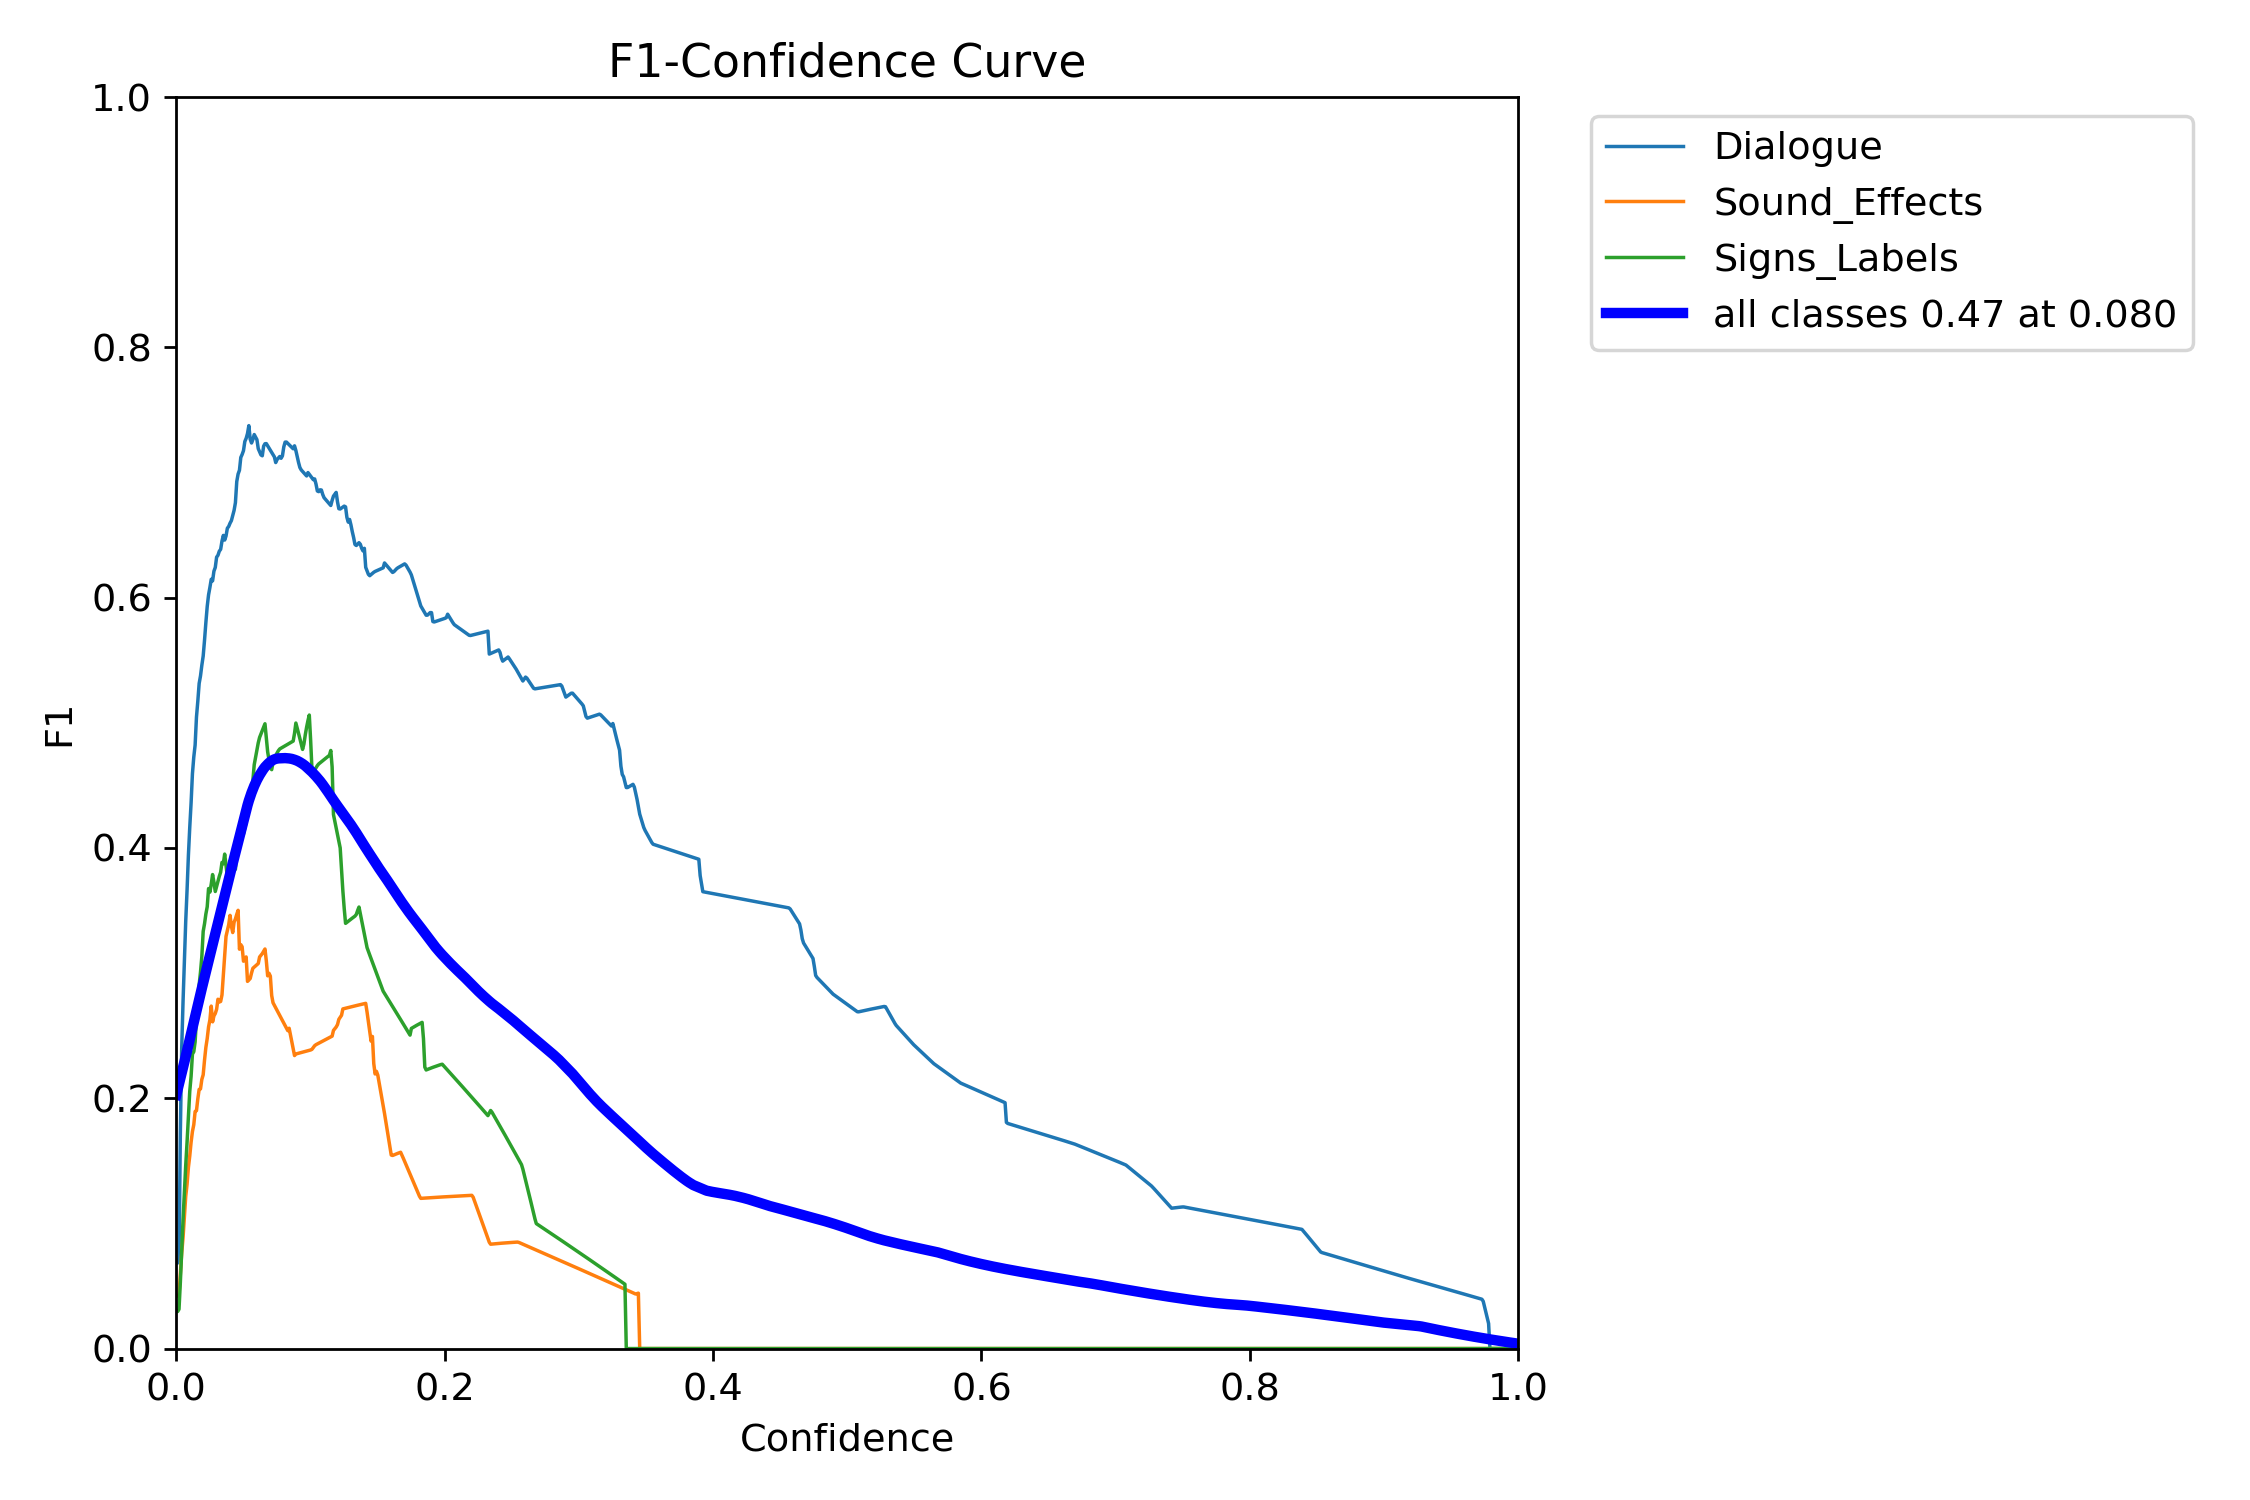 F1-Confidence Curve
1.0
0.8
0.6
0.4
0.2
0.0
F1
0.0 0.2 0.4 0.6 0.8 1.0
Confidence
Dialogue
Sound_Effects
Signs_Labels
all classes 0.47 at 0.080